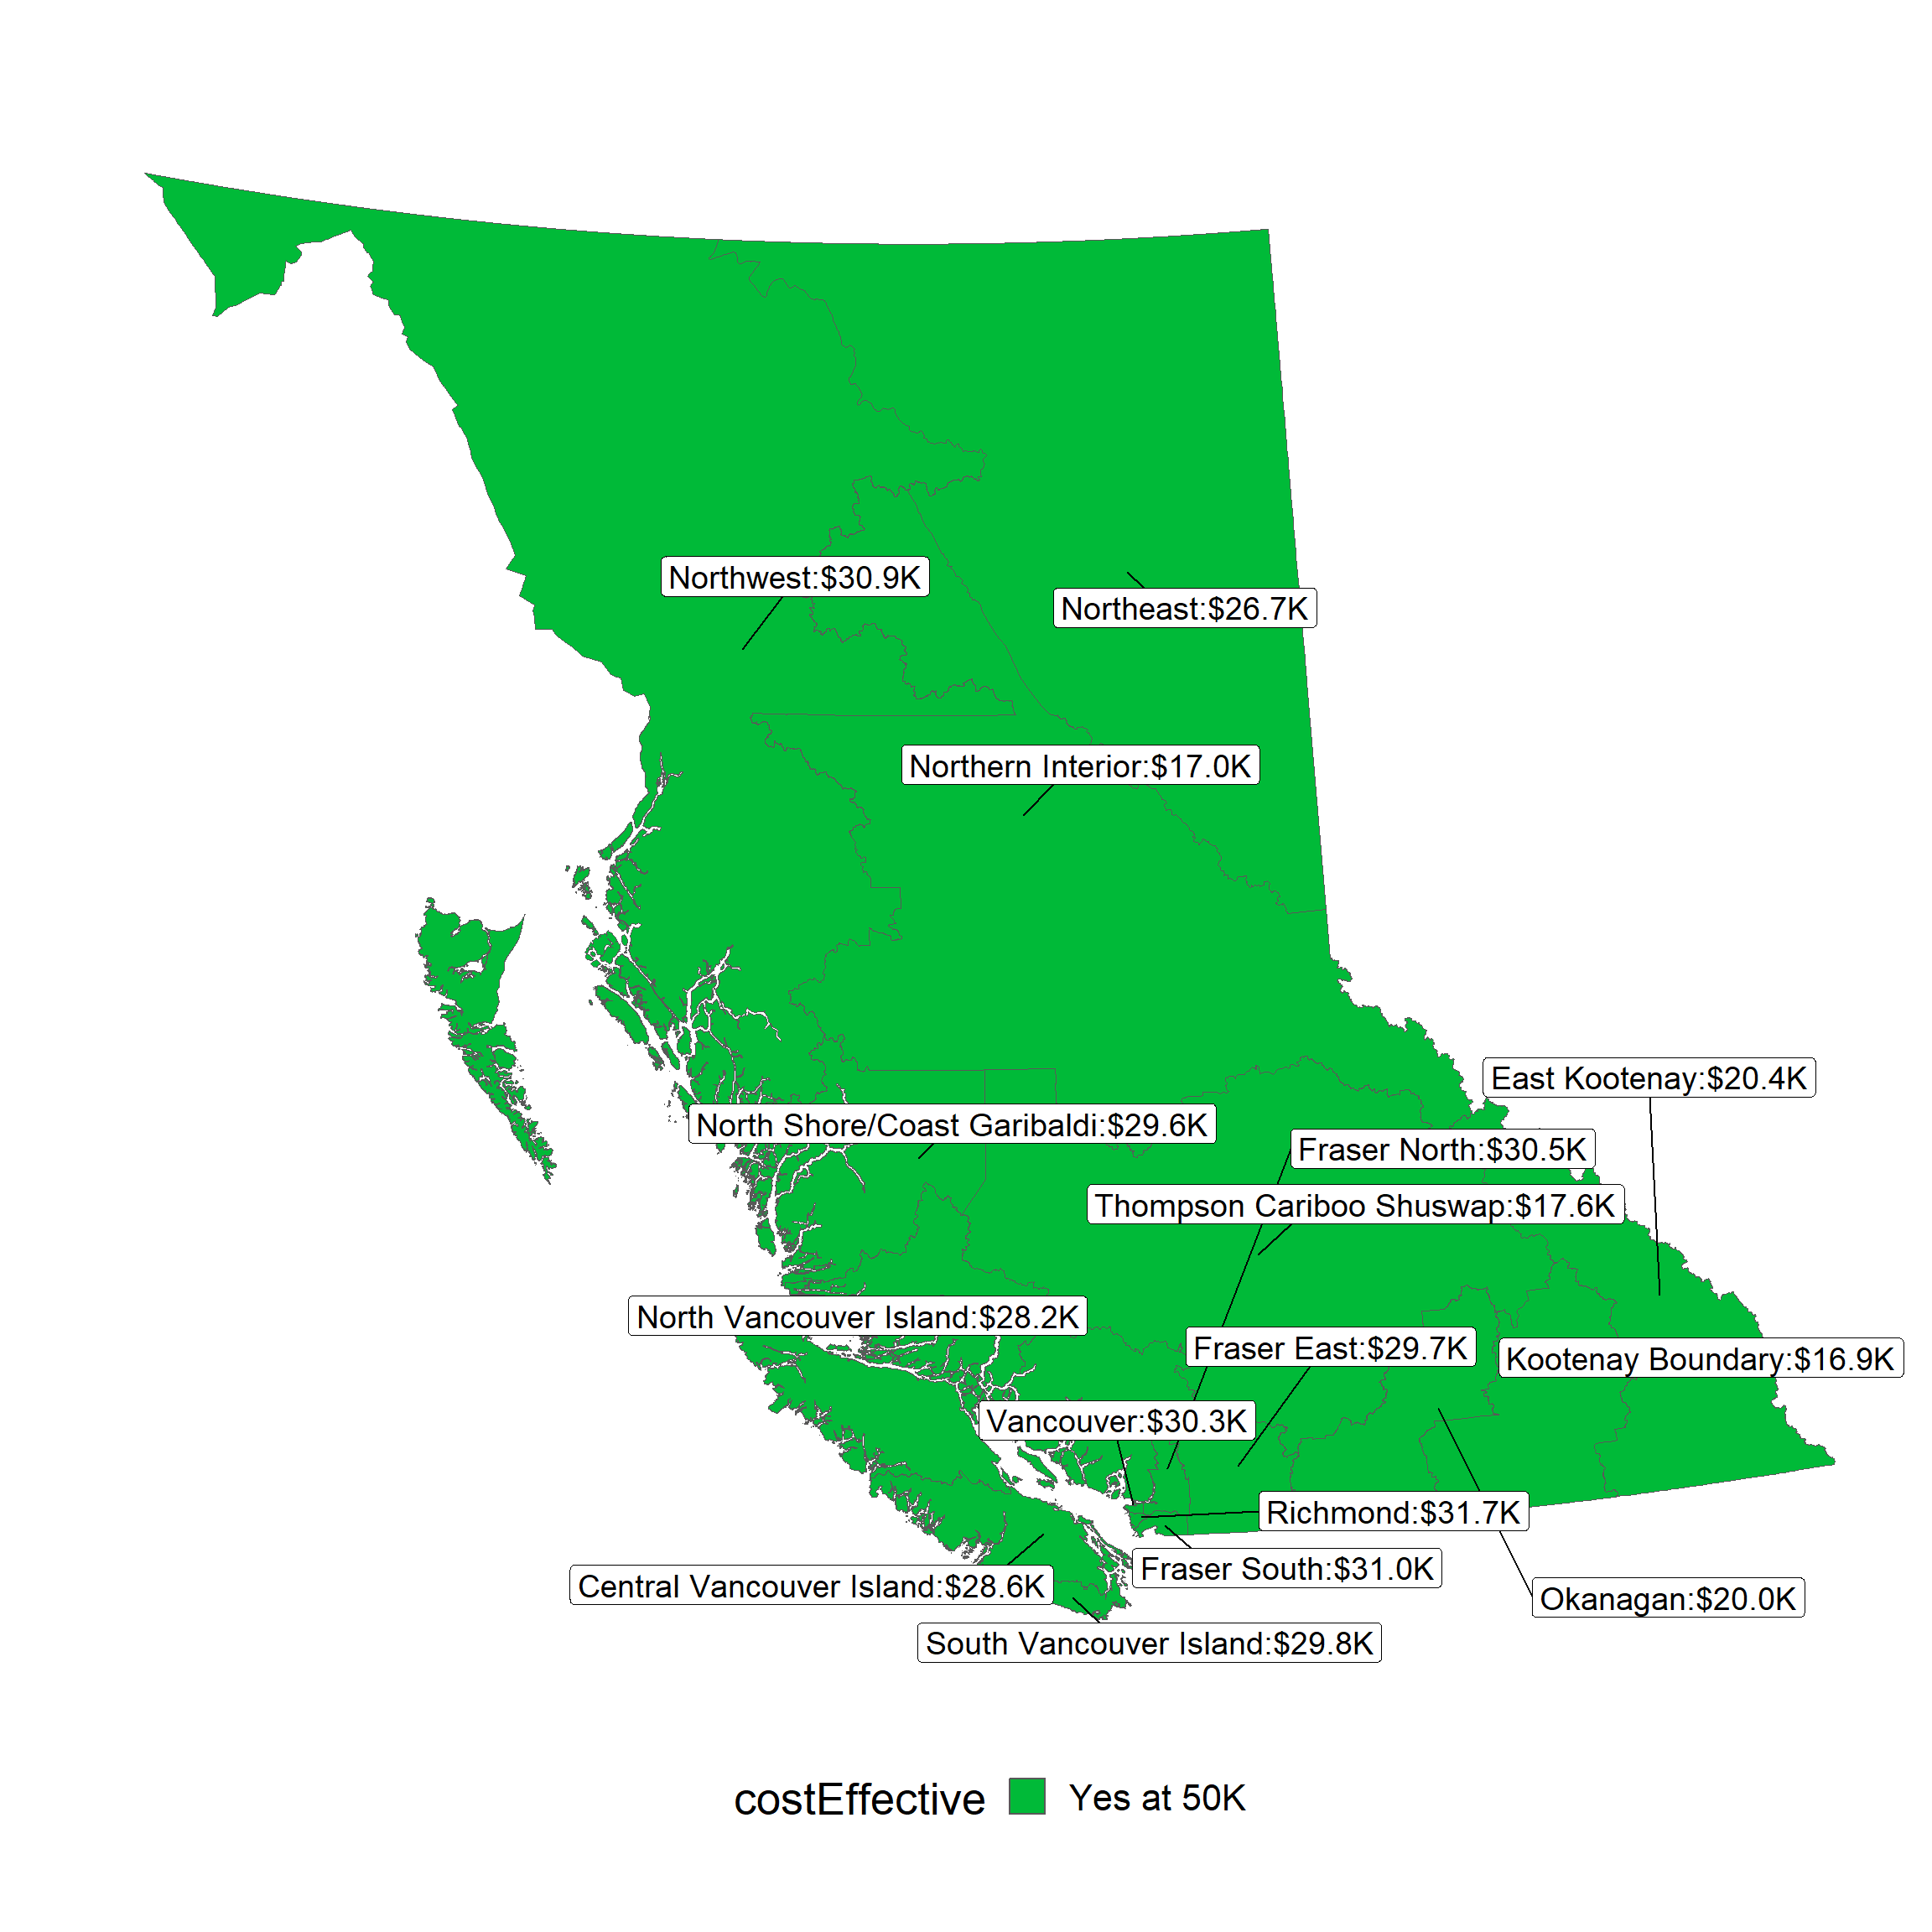 Northwest:$30.9K
Northeast:$26.7K
Northern Interior:$17.0K
East Kootenay:$20.4K
North Shore/Coast Garibaldi:$29.6K
Fraser North:$30.5K
Thompson Cariboo Shuswap:$17.6K
North Vancouver Island:$28.2K
Fraser East:$29.7K
Kootenay Boundary:$16.9K
Vancouver:$30.3K
Richmond:$31.7K
Fraser South:$31.0K
Central Vancouver Island:$28.6K
Okanagan:$20.0K
South Vancouver Island:$29.8K
costEffective Yes at 50K